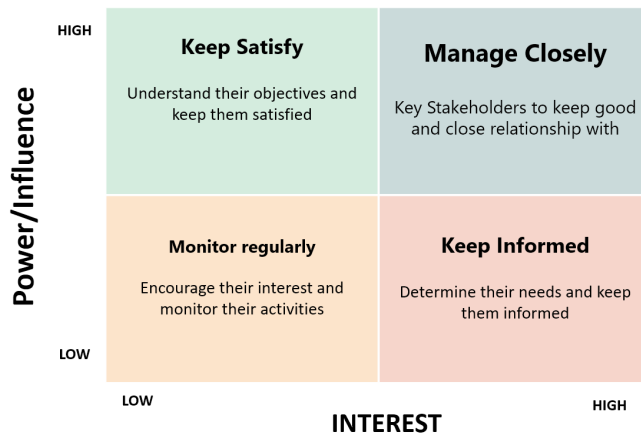 HIGH
Keep Satisfy
Understand their objectives and
keep them satisfied
Manage Closely
Key Stakeholders to keep good
and close relationship with
Power/Influence
Monitor regularly
Encourage their interest and
monitor their activities
Keep Informed
Determine their needs and keep
them informed
LOW
LOW
HIGH
INTEREST